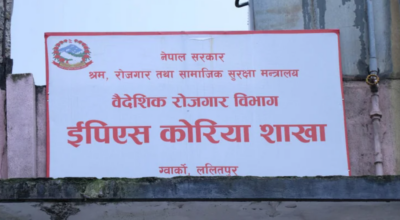 नेपाल सरकार
श्रम, रोजगार तथा सामाजिक सुरक्षा मन्त्रालय
वैदेशिक रोजगार विभाग
ईपिएस कोरिया शाखा
ग्वार्को, ललितपुर